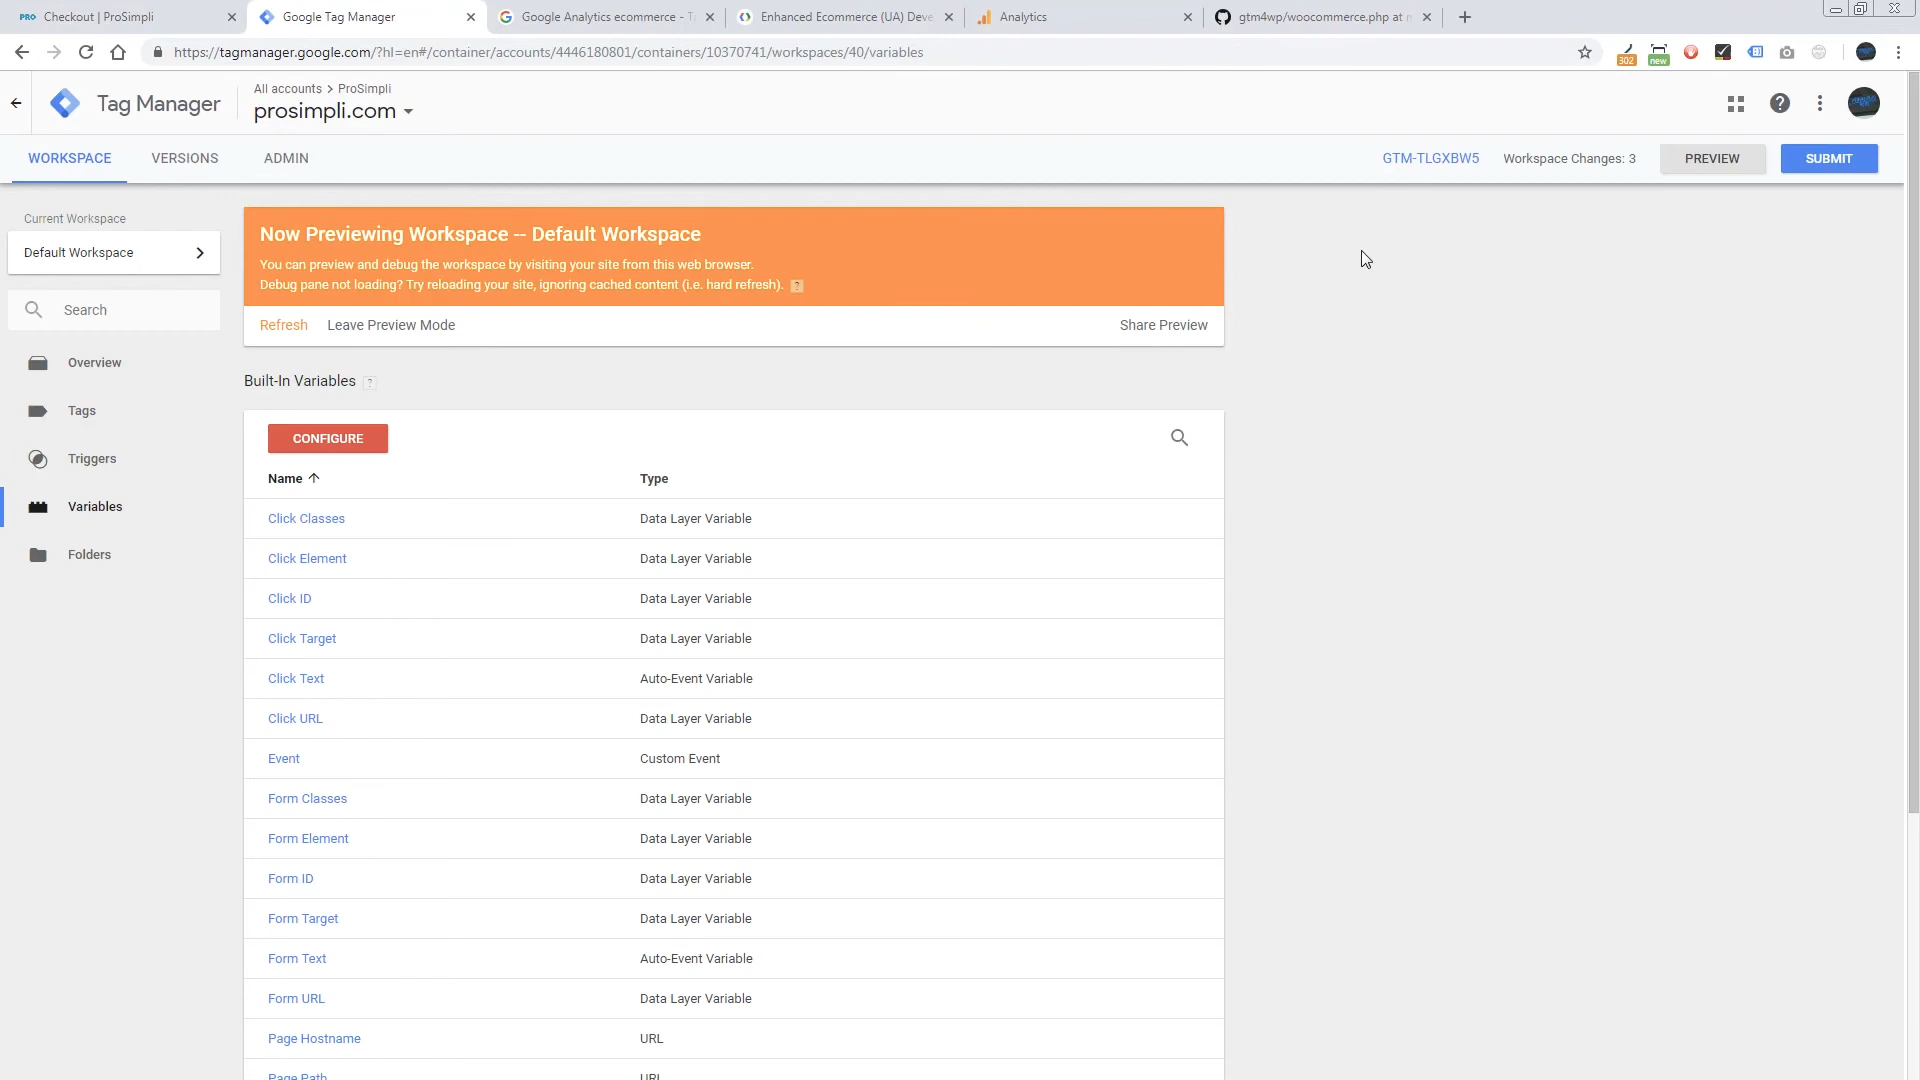 PRO Checkout | ProSimpli
Google Tag Manager
Google Analytics ecommerce - T
Enhanced Ecommerce (UA) Deve
Analytics
gtm4wp/woocommerce.php at
https://tagmanager.google.com/?hl=en#/container/accounts/4446180801/containers/10370741/workspaces/40/variables
302
new
Tag Manager
All accounts > ProSimpli
prosimpli.com
WORKSPACE
VERSIONS
ADMIN
GTM-TLGXBW5
Workspace Changes: 3
PREVIEW
SUBMIT
Current Workspace
Default Workspace
Search
Overview
Tags
Triggers
Variables
Folders
Now Previewing Workspace -- Default Workspace
You can preview and debug the workspace by visiting your site from this web browser.
Debug pane not loading? Try reloading your site, ignoring cached content (i.e. hard refresh). ?
Refresh
Leave Preview Mode
Share Preview
Built-In Variables ?
CONFIGURE
Name
Type
Click Classes
Data Layer Variable
Click Element
Data Layer Variable
Click ID
Data Layer Variable
Click Target
Data Layer Variable
Click Text
Auto-Event Variable
Click URL
Data Layer Variable
Event
Custom Event
Form Classes
Data Layer Variable
Form Element
Data Layer Variable
Form ID
Data Layer Variable
Form Target
Data Layer Variable
Form Text
Auto-Event Variable
Form URL
Data Layer Variable
Page Hostname
URL
Page Path
URL